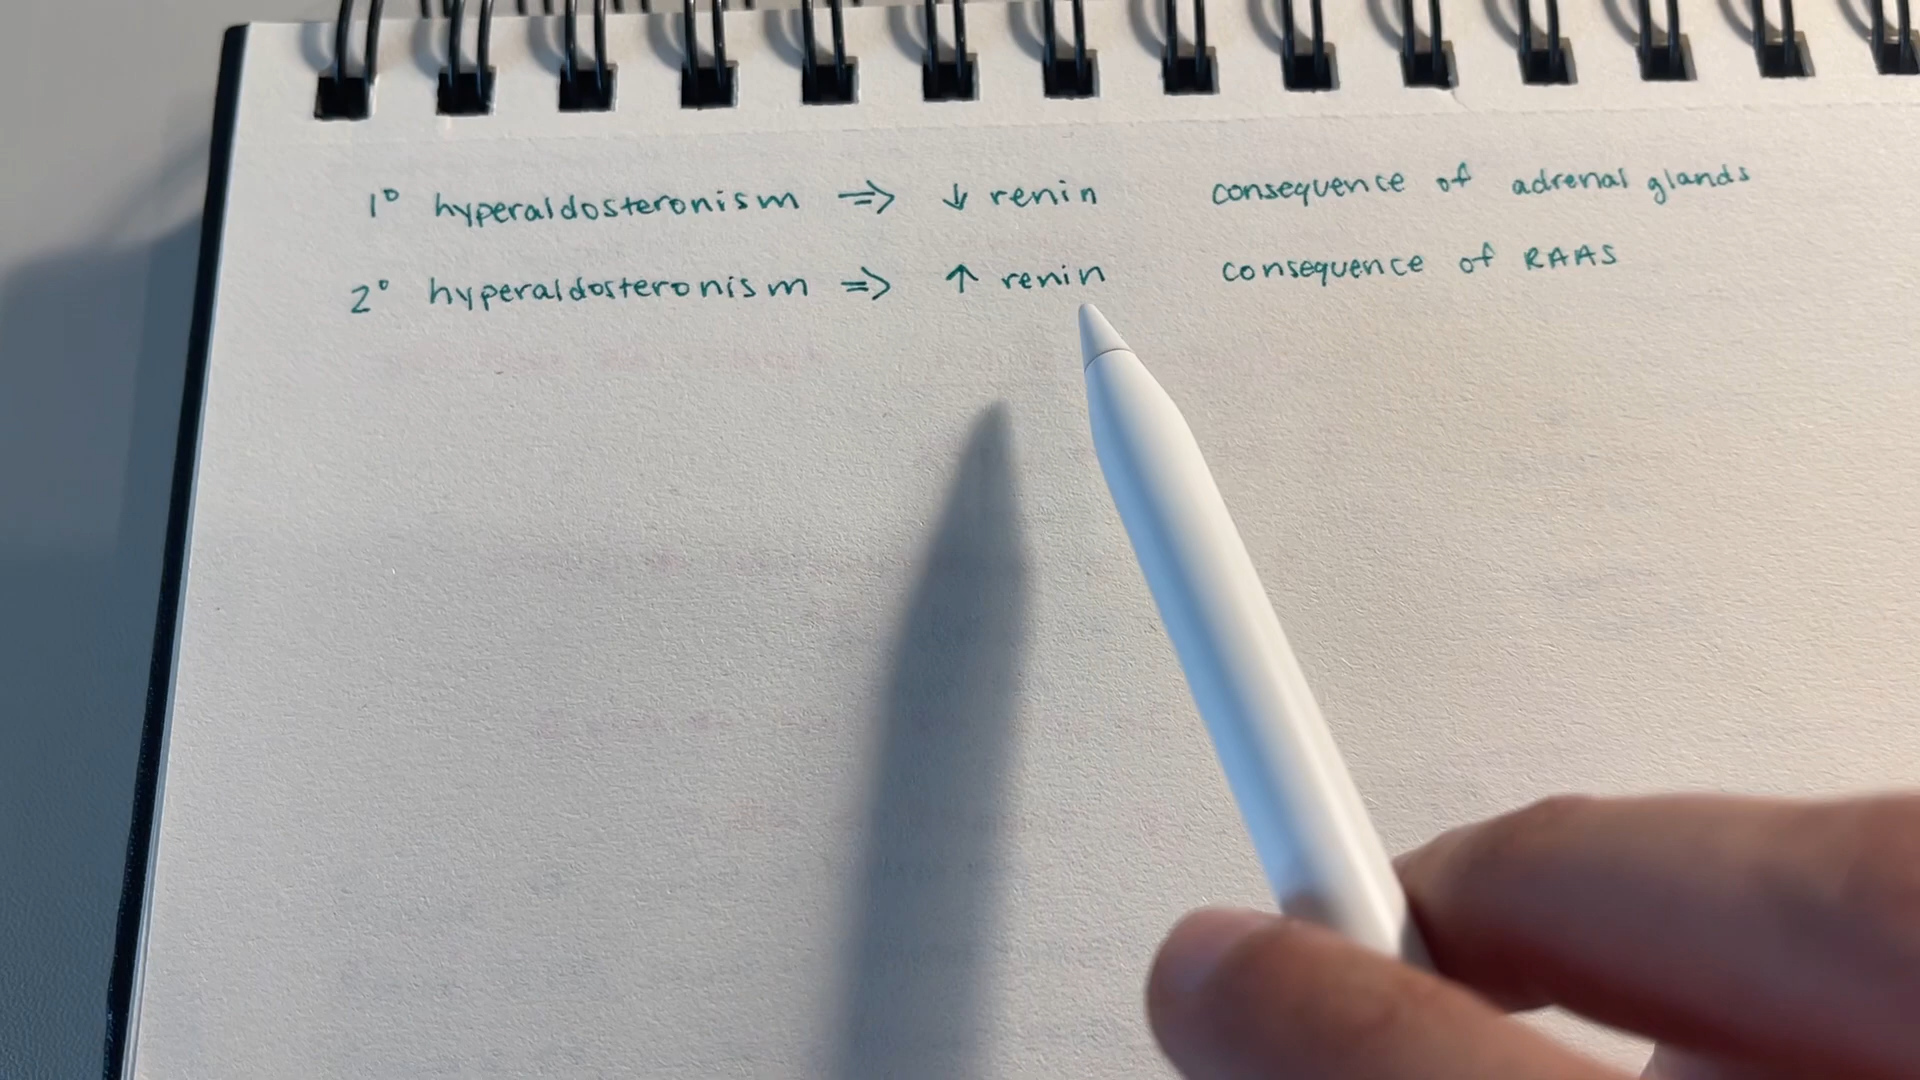 1° hyperaldosteronism ⇒ ↓ renin consequence of adrenal glands
2° hyperaldosteronism ⇒ ↑ renin consequence of RAAS